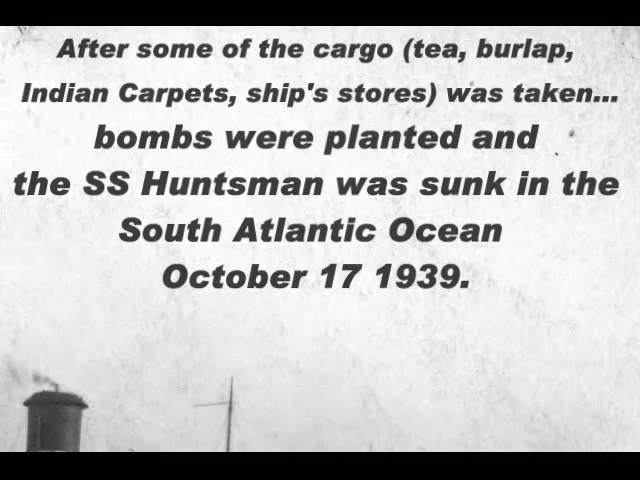 After some of the cargo (tea, burlap,
Indian Carpets, ship's stores) was taken...
bombs were planted and
the SS Huntsman was sunk in the
South Atlantic Ocean
October 17 1939.